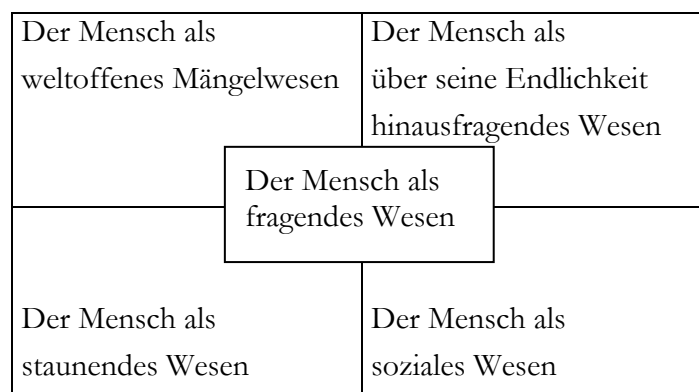 Der Mensch als
weltoffenes Mängelwesen
Der Mensch als
über seine Endlichkeit
hinausfragendes Wesen
Der Mensch als
fragendes Wesen
Der Mensch als
staunendes Wesen
Der Mensch als
soziales Wesen